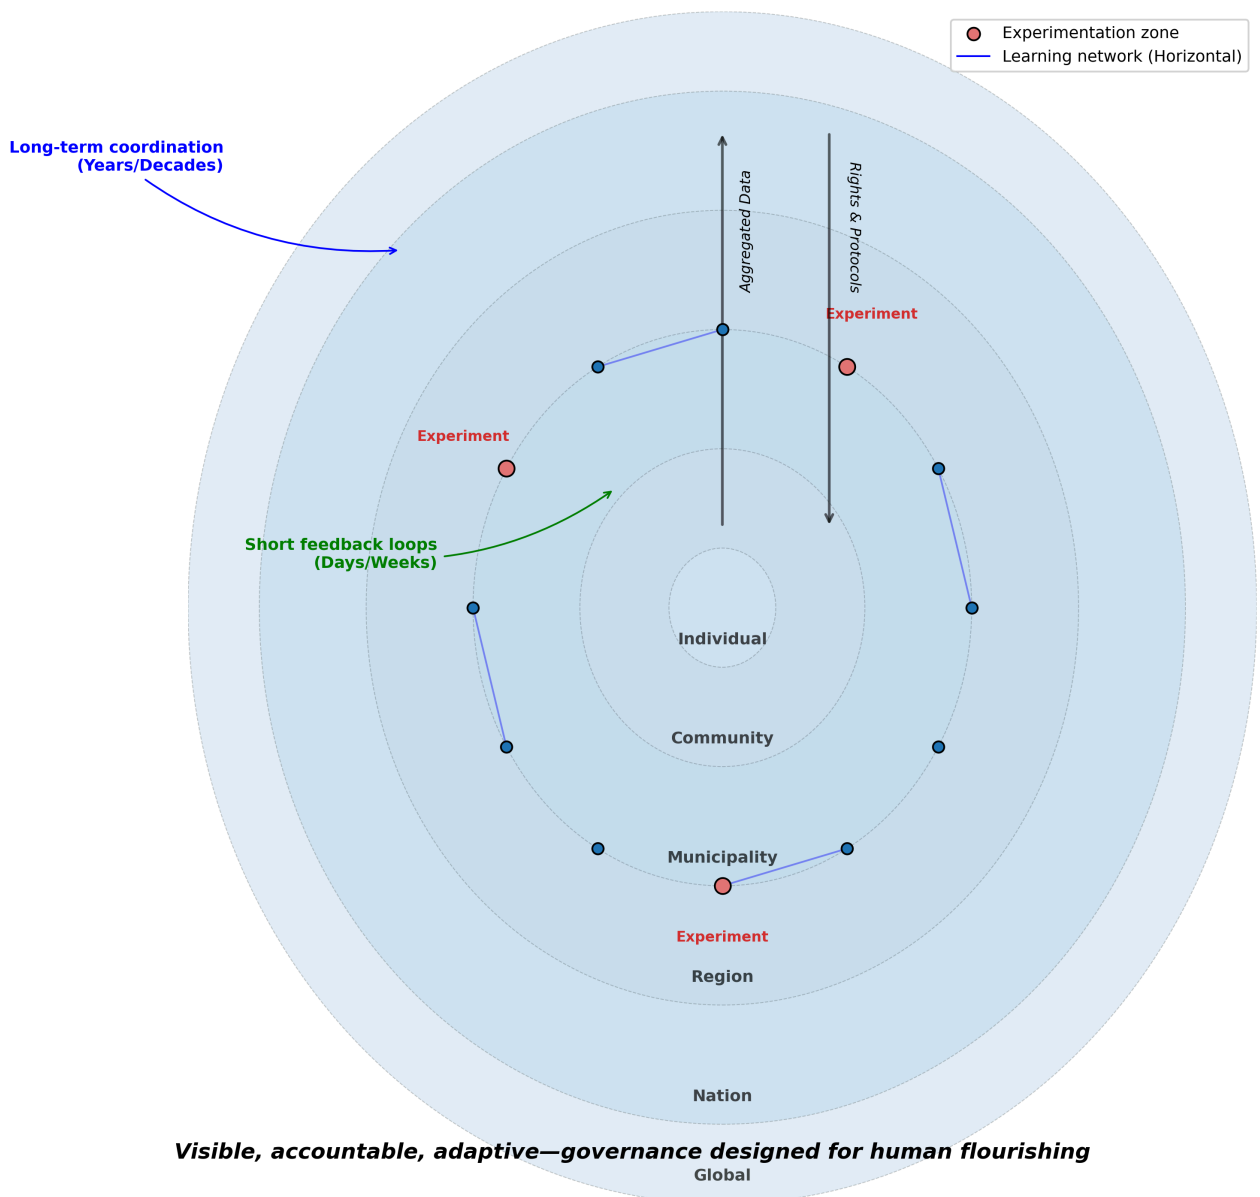 Experimentation zone
Learning network (Horizontal)
Long-term coordination
(Years/Decades)
Aggregated Data
Rights & Protocols
Experiment
Experiment
Short feedback loops
(Days/Weeks)
Individual
Community
Municipality
Experiment
Region
Nation
Visible, accountable, adaptive—governance designed for human flourishing
Global